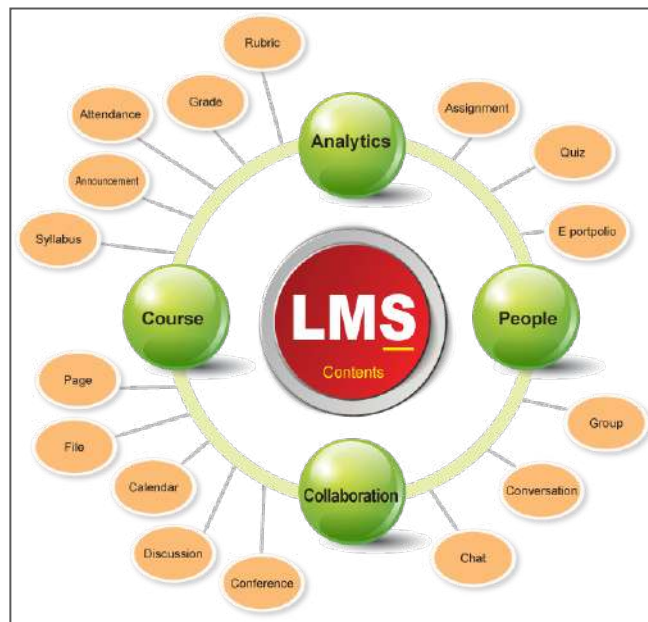 Rubric
Grade
Attendance
Announcement
Syllabus
Analytics
Assignment
Quiz
E portpolio
Course
LMS
Contents
People
Page
File
Calendar
Discussion
Conference
Collaboration
Group
Conversation
Chat